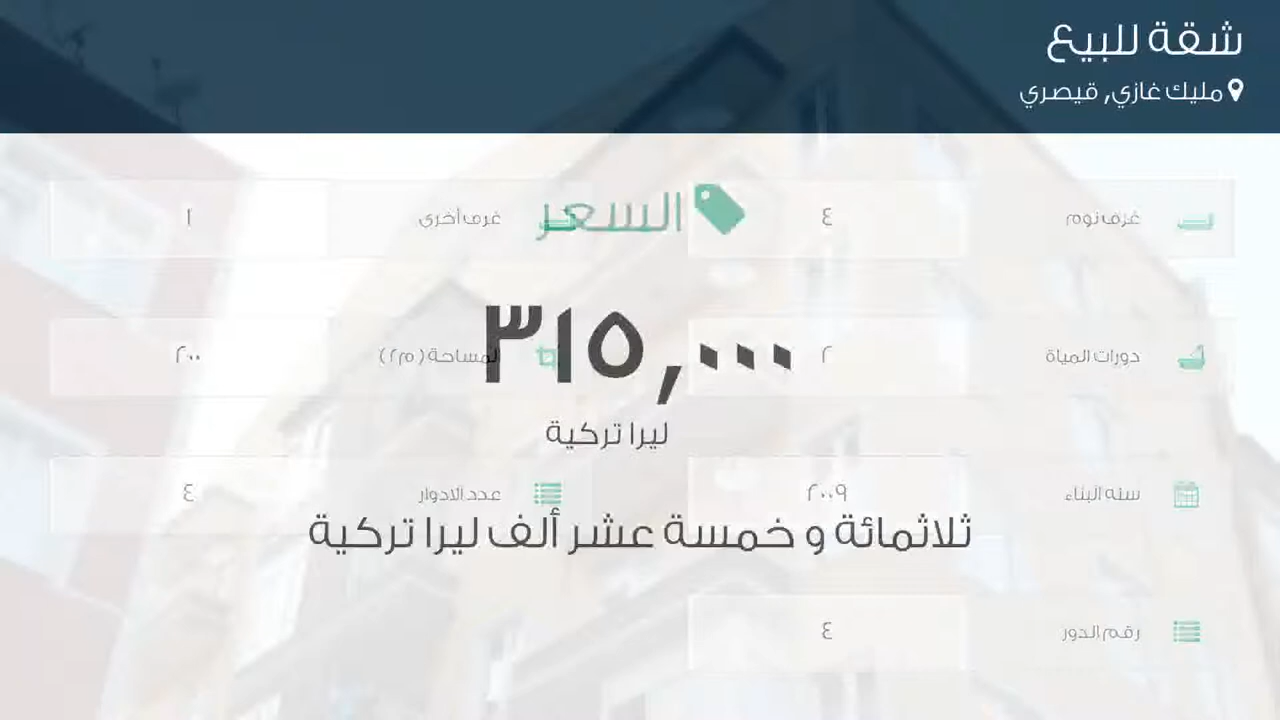 شقة للبيع
مليك غازي, قيصري
السعر
٣١٥,٠٠٠
ليرا تركية
ثلاثمائة و خمسة عشر ألف ليرا تركية
غرف نوم ٤
غرف أخرى ١
دورات المياة ٢
المساحة (م٢) ٢٠٠
سنه البناء ٢٠٠٩
عدد الادوار ٤
رقم الدور ٤